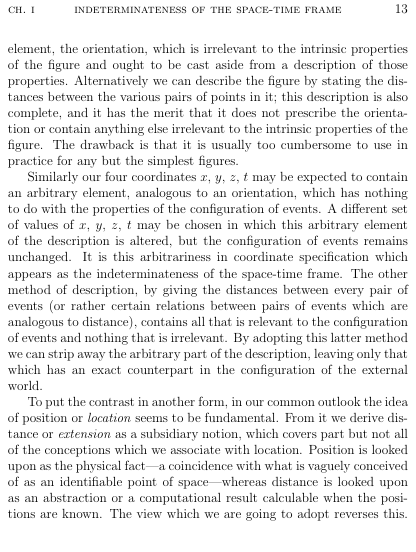 CH. I INDETERMINATENESS OF THE SPACE-TIME FRAME 13
element, the orientation, which is irrelevant to the intrinsic properties
of the figure and ought to be cast aside from a description of those
properties. Alternatively we can describe the figure by stating the dis-
tances between the various pairs of points in it; this description is also
complete, and it has the merit that it does not prescribe the orienta-
tion or contain anything else irrelevant to the intrinsic properties of the
figure. The drawback is that it is usually too cumbersome to use in
practice for any but the simplest figures.
Similarly our four coordinates x, y, z, t may be expected to contain
an arbitrary element, analogous to an orientation, which has nothing
to do with the properties of the configuration of events. A different set
of values of x, y, z, t may be chosen in which this arbitrary element
of the description is altered, but the configuration of events remains
unchanged. It is this arbitrariness in coordinate specification which
appears as the indeterminateness of the space-time frame. The other
method of description, by giving the distances between every pair of
events (or rather certain relations between pairs of events which are
analogous to distance), contains all that is relevant to the configuration
of events and nothing that is irrelevant. By adopting this latter method
we can strip away the arbitrary part of the description, leaving only that
which has an exact counterpart in the configuration of the external
world.
To put the contrast in another form, in our common outlook the idea
of position or location seems to be fundamental. From it we derive dis-
tance or extension as a subsidiary notion, which covers part but not all
of the conceptions which we associate with location. Position is looked
upon as the physical fact—a coincidence with what is vaguely conceived
of as an identifiable point of space—whereas distance is looked upon
as an abstraction or a computational result calculable when the posi-
tions are known. The view which we are going to adopt reverses this.